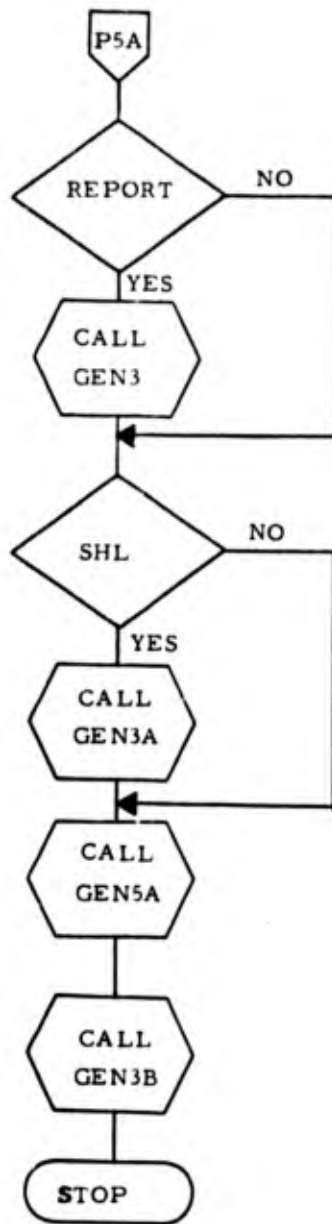 P5A
REPORT
NO
YES
CALL
GEN3
SHL
NO
YES
CALL
GEN3A
CALL
GEN5A
CALL
GEN3B
STOP